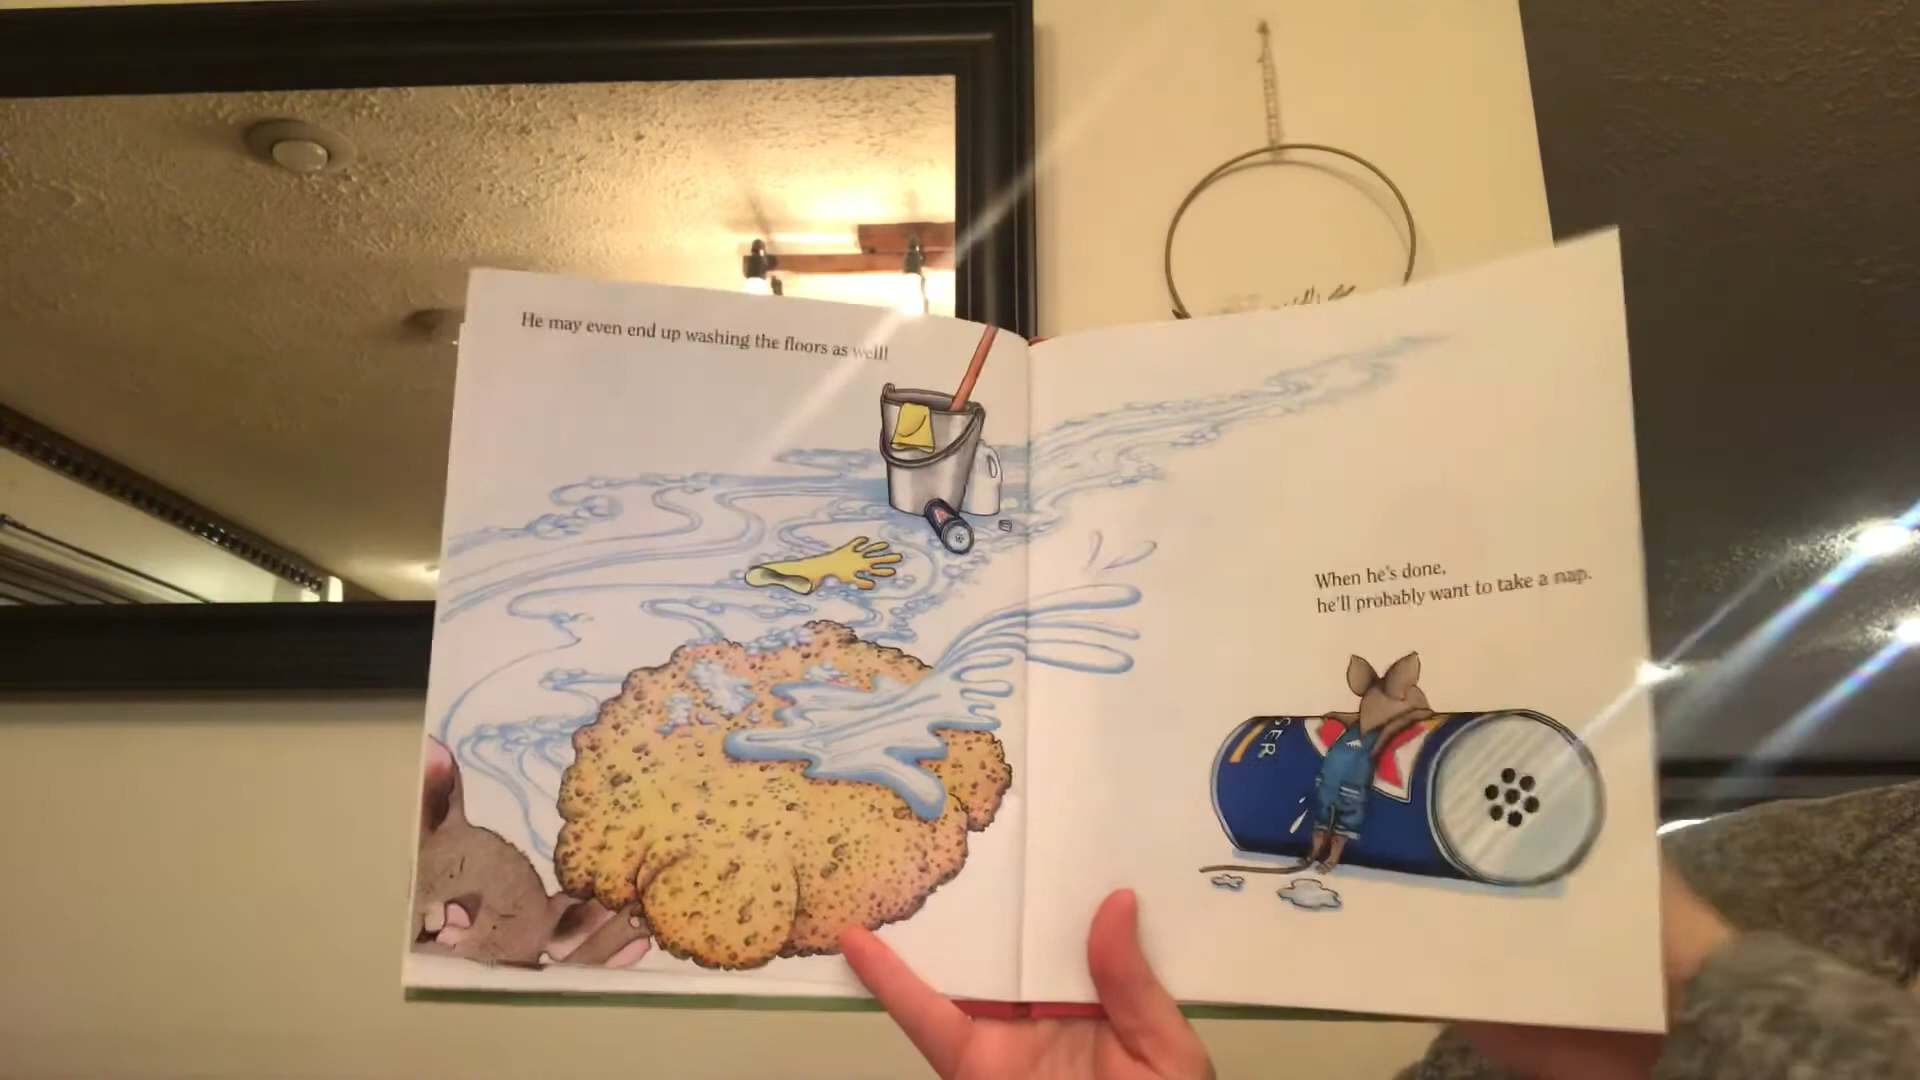 He may even end up washing the floors as well!
When he's done,
he'll probably want to take a nap.
SER